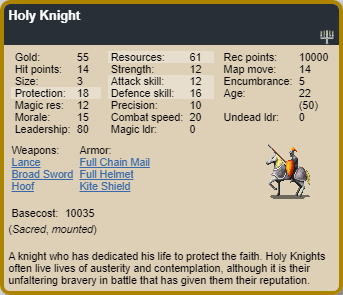 Holy Knight
Gold: 55 Resources: 61 Rec points: 10000
Hit points: 14 Strength: 12 Map move: 14
Size: 3 Attack skill: 12 Encumbrance: 5
Protection: 18 Defence skill: 16 Age: 22
Magic res: 12 Precision: 10 (50)
Morale: 15 Combat speed: 20 Undead ldr: 0
Leadership: 80 Magic ldr: 0
Weapons: Armor:
Lance Full Chain Mail
Broad Sword Full Helmet
Hoof Kite Shield
Basecost: 10035
(Sacred, mounted)
A knight who has dedicated his life to protect the faith. Holy Knights
often live lives of austerity and contemplation, although it is their
unfaltering bravery in battle that has given them their reputation.